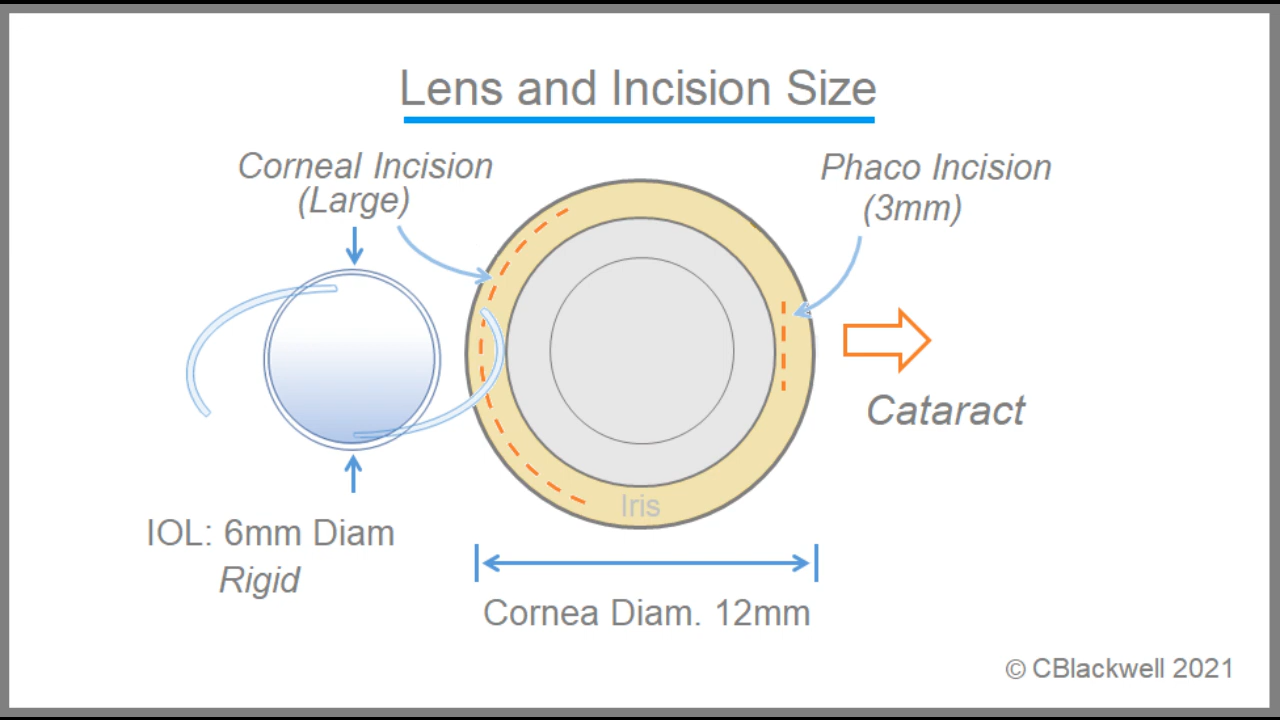 Lens and Incision Size
Corneal Incision
(Large)
Phaco Incision
(3mm)
Cataract
Iris
IOL: 6mm Diam
Rigid
Cornea Diam. 12mm
© CBlackwell 2021